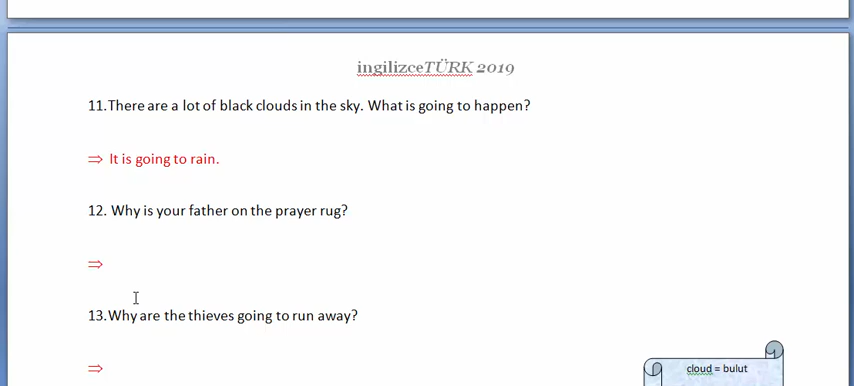 ingilizceTÜRK 2019
11.There are a lot of black clouds in the sky. What is going to happen?
⇒ It is going to rain.
12. Why is your father on the prayer rug?
⇒
13.Why are the thieves going to run away?
⇒
cloud = bulut